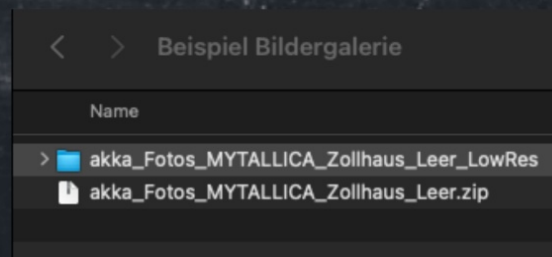 Beispiel Bildergalerie
Name
akka_Fotos_MYTALLICA_Zollhaus_Leer_LowRes
akka_Fotos_MYTALLICA_Zollhaus_Leer.zip